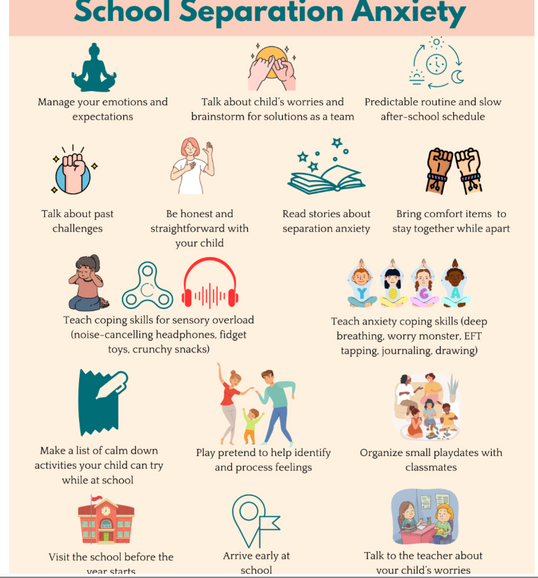 School Separation Anxiety
Manage your emotions and
expectations
Talk about child's worries and
brainstorm for solutions as a team
Predictable routine and slow
after-school schedule
Talk about past
challenges
Be honest and
straightforward with
your child
Read stories about
separation anxiety
Bring comfort items to
stay together while apart
Teach coping skills for sensory overload
(noise-cancelling headphones, fidget
toys, crunchy snacks)
Y O G A
Teach anxiety coping skills (deep
breathing, worry monster, EFT
tapping, journaling, drawing)
Make a list of calm down
activities your child can try
while at school
Play pretend to help identify
and process feelings
Organize small playdates with
classmates
Visit the school before the
year starts
Arrive early at
school
Talk to the teacher about
your child's worries